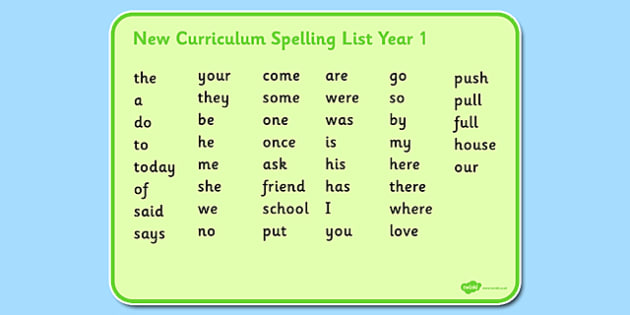 New Curriculum Spelling List Year 1
the your come are go push
a they some were so pull
do be one was by full
to he once is my house
today me ask his here our
of she friend has there
said we school I where
says no put you love
twinkl